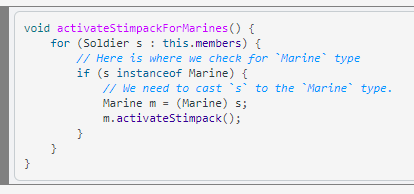 void activateStimpackForMarines() {
    for (Soldier s : this.members) {
        // Here is where we check for `Marine` type
        if (s instanceof Marine) {
            // We need to cast `s` to the `Marine` type.
            Marine m = (Marine) s;
            m.activateStimpack();
        }
    }
}